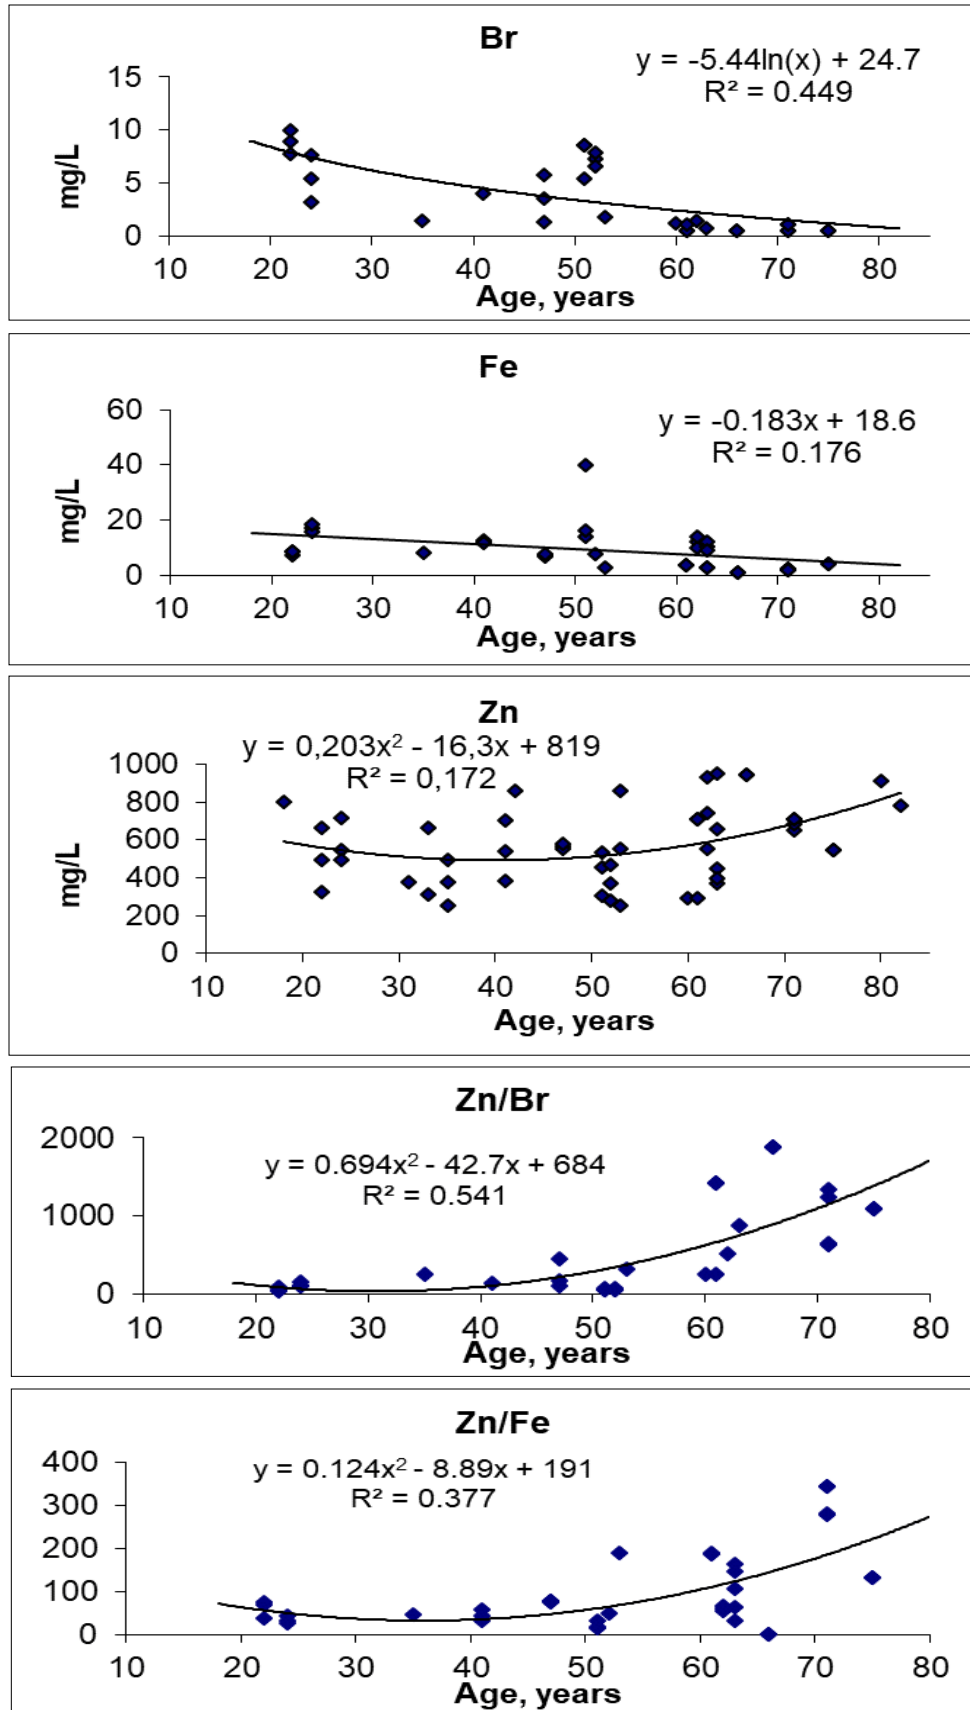 Br
y = -5.44ln(x) + 24.7
R² = 0.449
15
10
5
0
mg/L
10 20 30 40 50 60 70 80
Age, years
Fe
y = -0.183x + 18.6
R² = 0.176
60
40
20
0
mg/L
10 20 30 40 50 60 70 80
Age, years
Zn
y = 0,203x² - 16,3x + 819
R² = 0,172
1000
800
600
400
200
0
mg/L
10 20 30 40 50 60 70 80
Age, years
Zn/Br
y = 0.694x² - 42.7x + 684
R² = 0.541
2000
1000
0
10 20 30 40 50 60 70 80
Age, years
Zn/Fe
y = 0.124x² - 8.89x + 191
R² = 0.377
400
300
200
100
0
10 20 30 40 50 60 70 80
Age, years